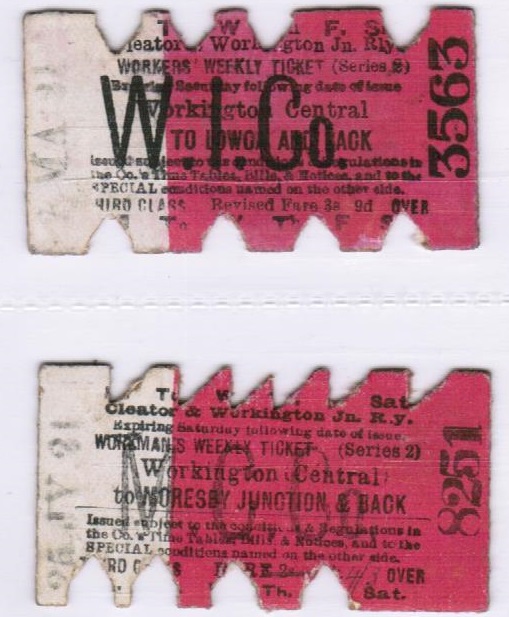 T W F. S
Cleator & Workington Jn. Rly.
WORKERS' WEEKLY TICKET (Series 2)
Expiring Saturday following date of issue
Workington Central
TO LOWCA AND BACK
W.I.Co.
Issued subject to the conditions & Regulations in
the Co.'s Time Tables, Bills, & Notices, and to the
SPECIAL conditions named on the other side.
THIRD CLASS. Revised Fare 3s 9d OVER
3563
T W Sat
Cleator & Workington Jn. R.y.
Expiring Saturday following date of issue.
WORKMAN'S WEEKLY TICKET (Series 2)
Workington (Central)
to MORESBY JUNCTION & BACK
Issued subject to the conditions & Regulations in
the Co.'s Time Tables, Bills, & Notices, and to the
SPECIAL conditions named on the other side.
OVER
Th. Sat.
8251